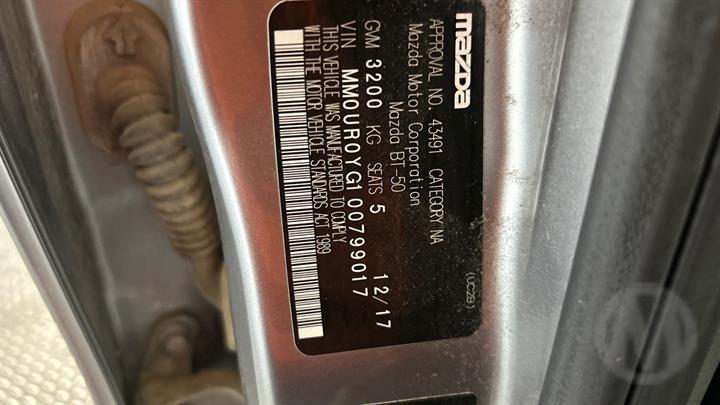 mazda
APPROVAL NO. 43491 CATEGORY NA
Mazda Motor Corporation
Mazda BT-50
(UC2B)
GVM 3200 KG SEATS 5 12/17
VIN MM0UR0YG100799017
THIS VEHICLE WAS MANUFACTURED TO COMPLY
WITH THE MOTOR VEHICLE STANDARDS ACT 1989
M